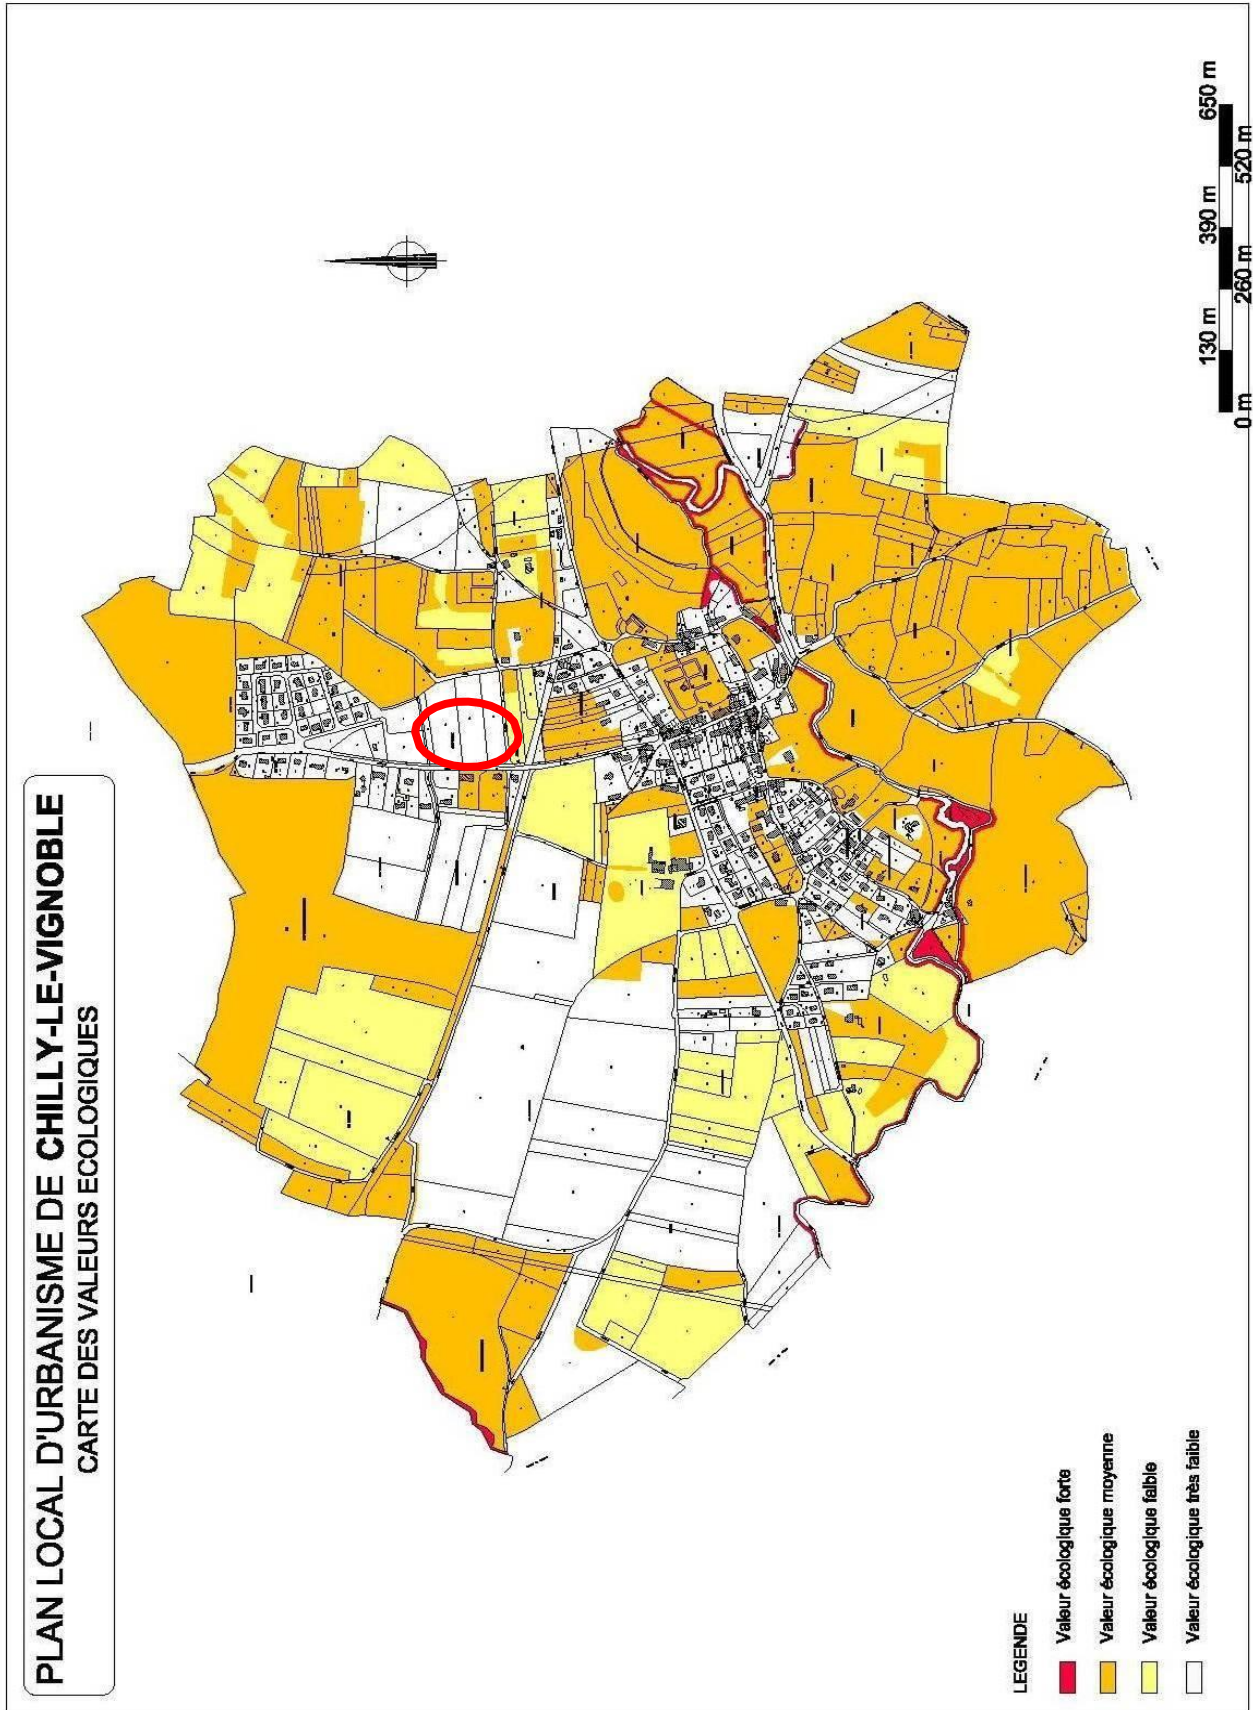 PLAN LOCAL D'URBANISME DE CHILLY-LE-VIGNOBLE
CARTE DES VALEURS ECOLOGIQUES
LEGENDE
Valeur écologique forte
Valeur écologique moyenne
Valeur écologique faible
Valeur écologique très faible
0 m
130 m
260 m
390 m
520 m
650 m